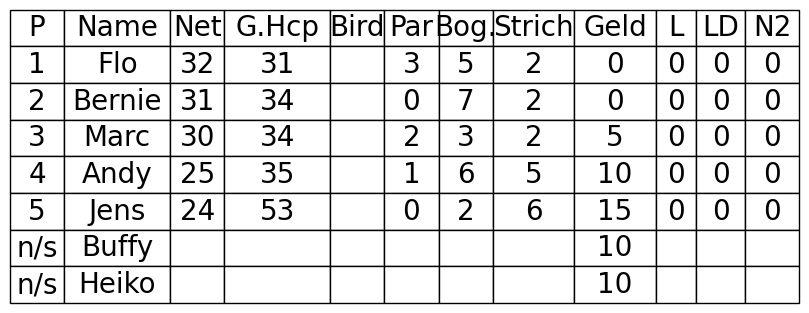 P Name Net G.Hcp Bird Par Bog. Strich Geld L LD N2
1 Flo 32 31 3 5 2 0 0 0 0
2 Bernie 31 34 0 7 2 0 0 0 0
3 Marc 30 34 2 3 2 5 0 0 0
4 Andy 25 35 1 6 5 10 0 0 0
5 Jens 24 53 0 2 6 15 0 0 0
n/s Buffy 10
n/s Heiko 10